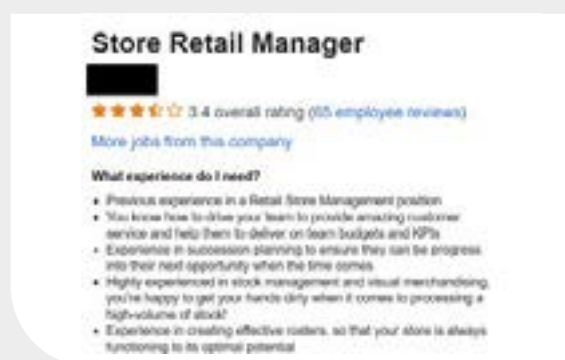 Store Retail Manager
3.4 overall rating (65 employee reviews)
More jobs from this company
What experience do I need?
• Previous experience in a Retail Store Management position
• You know how to drive your team to provide amazing customer
service and help them to deliver on team budgets and KPIs
• Experience in succession planning to ensure they can be progress
into their next opportunity when the time comes
• Highly experienced in stock management and visual merchandising,
you're happy to get your hands dirty when it comes to processing a
high-volume of stock!
• Experience in creating effective rosters, so that your store is always
functioning to its optimal potential